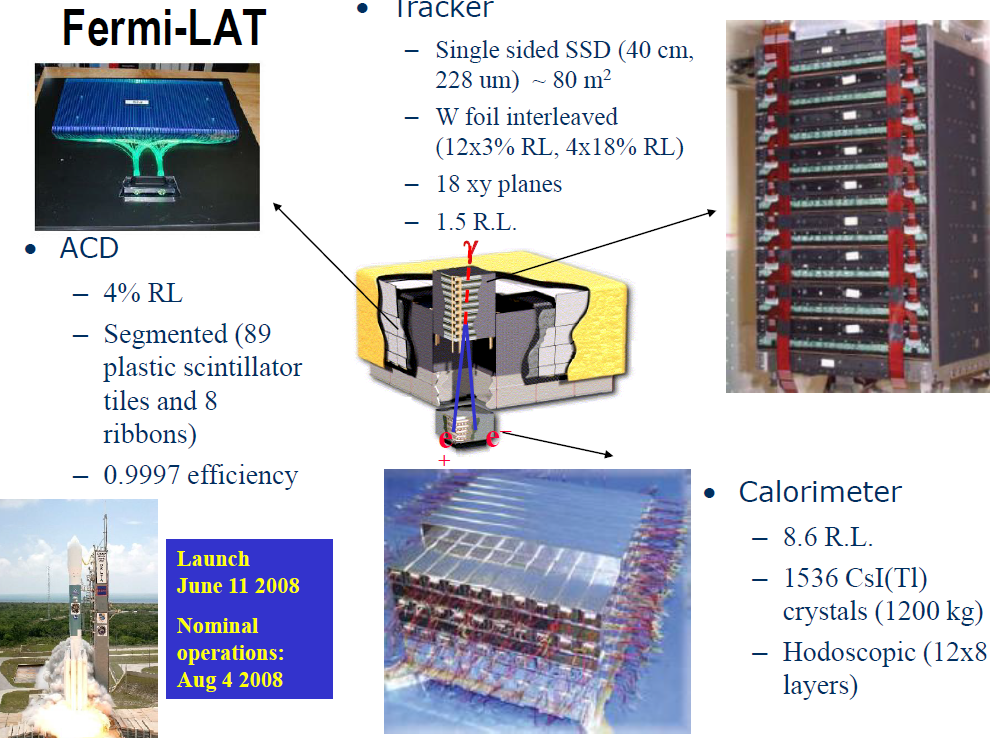 Fermi-LAT
• Tracker
– Single sided SSD (40 cm,
228 um) ~ 80 m²
– W foil interleaved
(12x3% RL, 4x18% RL)
– 18 xy planes
– 1.5 R.L.
γ
• ACD
– 4% RL
– Segmented (89
plastic scintillator
tiles and 8
ribbons)
– 0.9997 efficiency
e e⁻
+
Launch
June 11 2008
Nominal
operations:
Aug 4 2008
• Calorimeter
– 8.6 R.L.
– 1536 CsI(Tl)
crystals (1200 kg)
– Hodoscopic (12x8
layers)